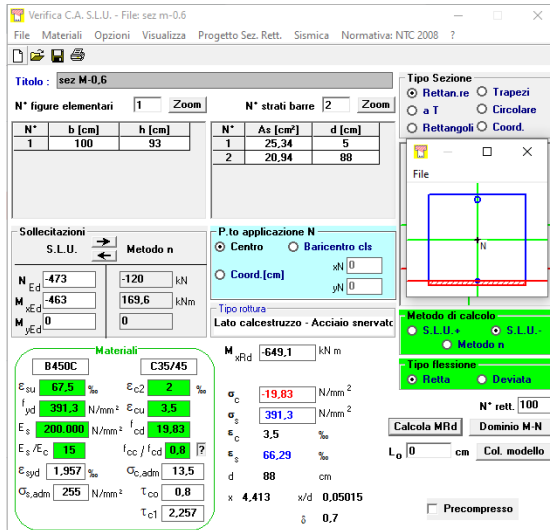 Verifica C.A. S.L.U. - File: sez m-0.6
File Materiali Opzioni Visualizza Progetto Sez. Rett. Sismica Normativa: NTC 2008 ?
Titolo : sez M-0,6
N° figure elementari 1 Zoom N° strati barre 2 Zoom
N° b [cm] h [cm]
1 100 93
N° As [cm²] d [cm]
1 25,34 5
2 20,94 88
Tipo Sezione
Rettan.re Trapezi
a T Circolare
Rettangoli Coord.
File
N
Sollecitazioni
S.L.U. Metodo n
N Ed -473 -120 kN
M xEd -463 169,6 kNm
M yEd 0 0
P.to applicazione N
Centro Baricentro cls
Coord.[cm] xN 0
yN 0
Tipo rottura
Lato calcestruzzo - Acciaio snervato
Metodo di calcolo
S.L.U.+ S.L.U.-
Metodo n
Tipo flessione
Retta Deviata
Materiali
B450C C35/45
εsu 67,5 ‰ εc2 2 ‰
fyd 391,3 N/mm² εcu 3,5
Es 200.000 N/mm² fcd 19,83
Es/Ec 15 fcc / fcd 0,8 ?
εsyd 1,957 ‰ σc,adm 13,5
σs,adm 255 N/mm² τco 0,8
τc1 2,257
M xRd -649,1 kN m
σc -19,83 N/mm²
σs 391,3 N/mm²
εc 3,5 ‰
εs 66,29 ‰
d 88 cm
x 4,413 x/d 0,05015
δ 0,7
N° rett. 100
Calcola MRd Dominio M-N
L₀ 0 cm Col. modello
Precompresso